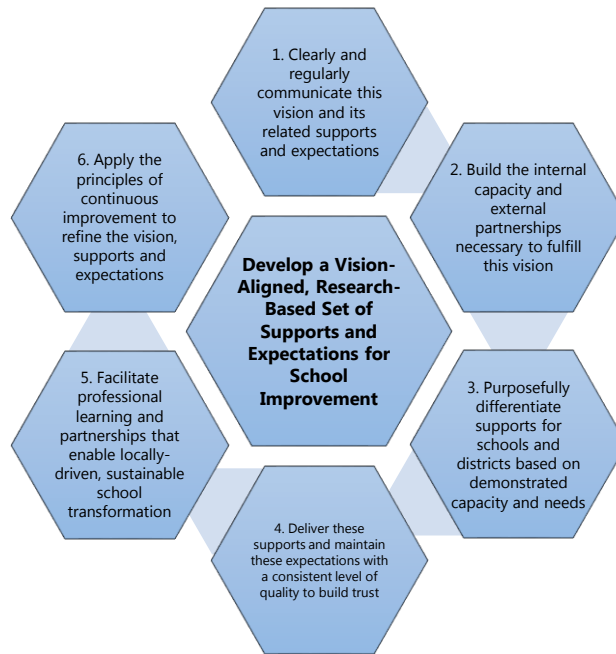 1. Clearly and
regularly
communicate this
vision and its
related supports
and expectations
2. Build the internal
capacity and
external
partnerships
necessary to fulfill
this vision
3. Purposefully
differentiate
supports for
schools and
districts based on
demonstrated
capacity and needs
4. Deliver these
supports and maintain
these expectations with
a consistent level of
quality to build trust
5. Facilitate
professional
learning and
partnerships that
enable locally-
driven, sustainable
school
transformation
6. Apply the
principles of
continuous
improvement to
refine the vision,
supports and
expectations
Develop a Vision-
Aligned, Research-
Based Set of
Supports and
Expectations for
School
Improvement